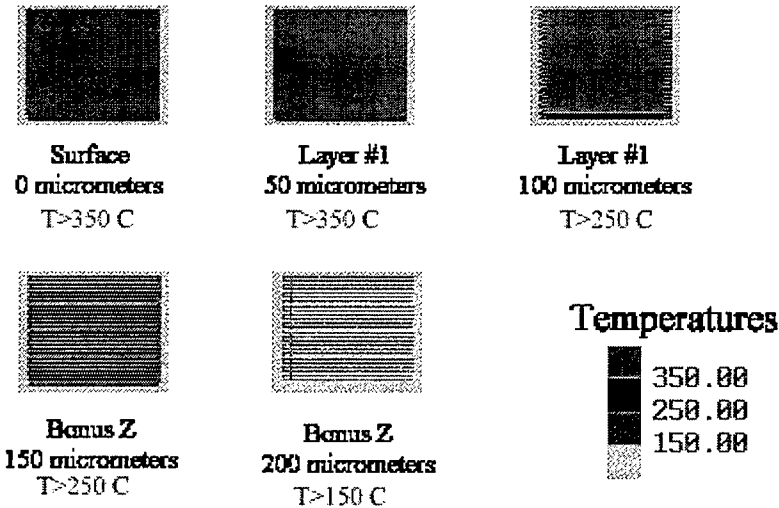 Surface
0 micrometers
T>350 C
Layer #1
50 micrometers
T>350 C
Layer #1
100 micrometers
T>250 C
Bonus Z
150 micrometers
T>250 C
Bonus Z
200 micrometers
T>150 C
Temperatures
350.00
250.00
150.00